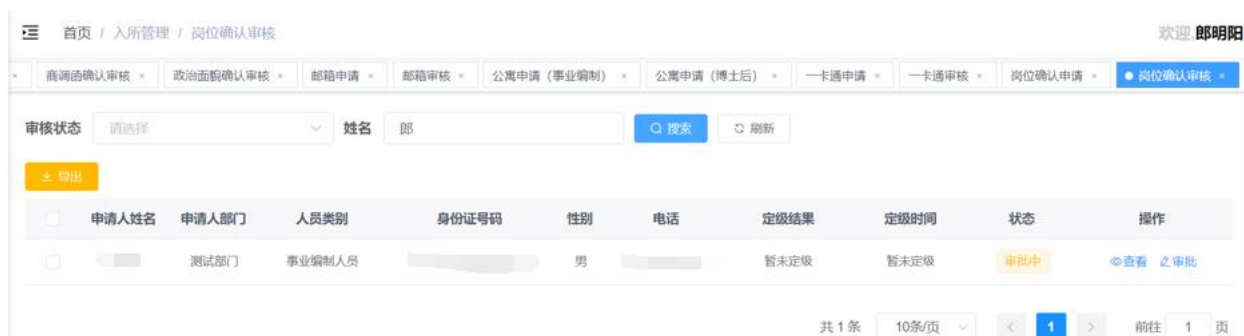 首页 / 入所管理 / 岗位确认审核 欢迎,郎明阳
× 商调函确认审核 × 政治面貌确认审核 × 邮箱申请 × 邮箱审核 × 公寓申请（事业编制） × 公寓申请（博士后） × 一卡通申请 × 一卡通审核 × 岗位确认申请 × 岗位确认审核 ×
审核状态 请选择 姓名 郎 搜索 刷新
导出
申请人姓名 申请人部门 人员类别 身份证号码 性别 电话 定级结果 定级时间 状态 操作
测试部门 事业编制人员 男 暂未定级 暂未定级 审批中 查看 审批
共 1 条 10条/页 < 1 > 前往 1 页